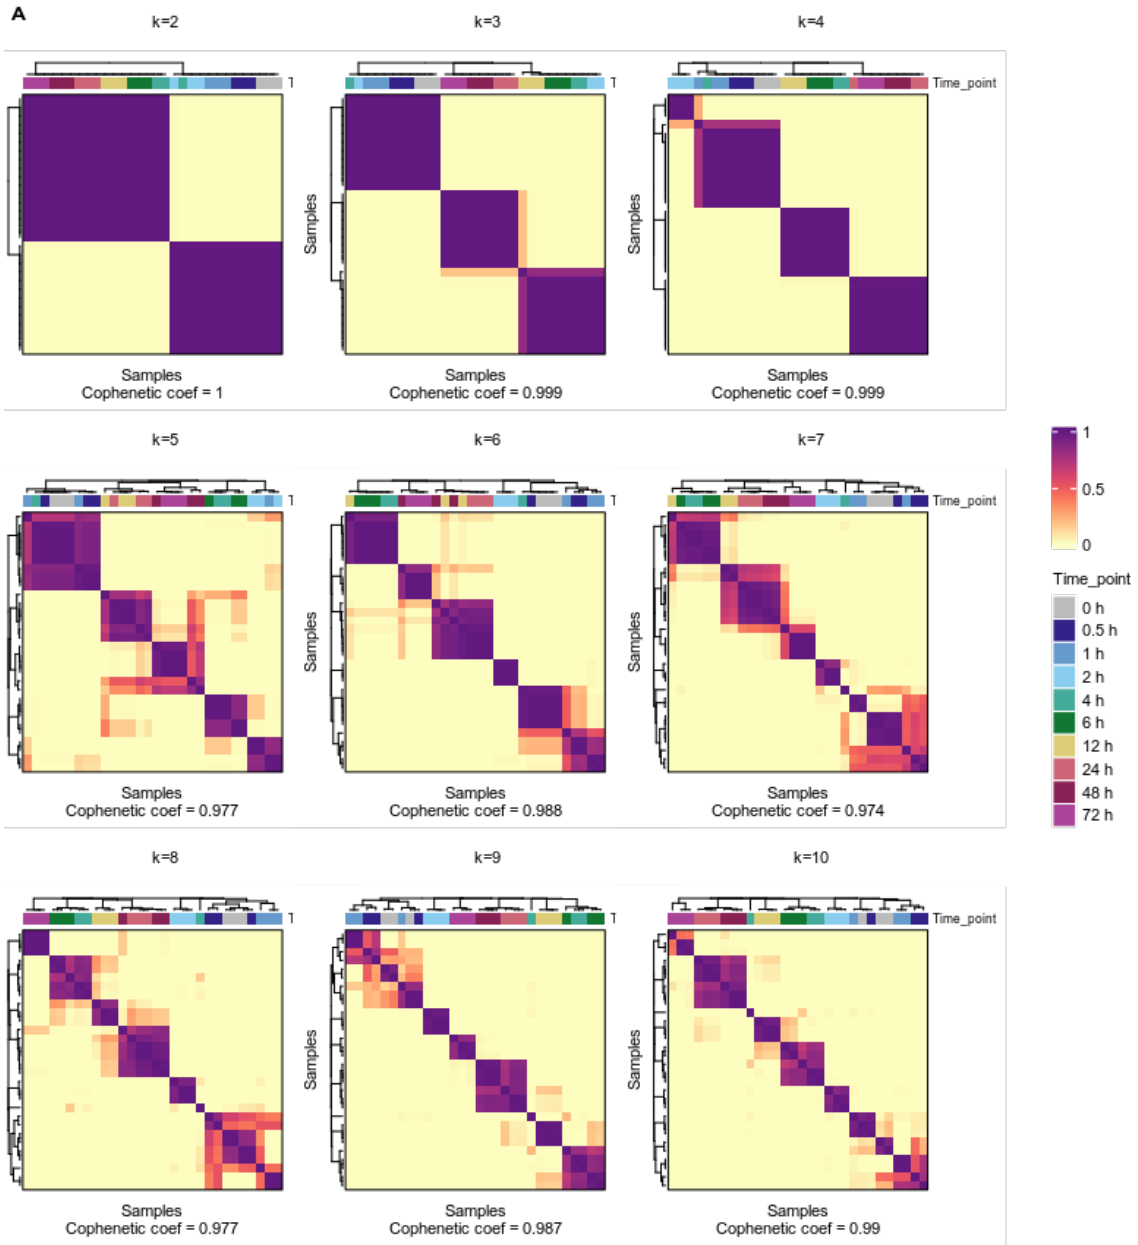 A
k=2
k=3
k=4
T
T
Time_point
Samples
Samples
Samples
Cophenetic coef = 1
Samples
Cophenetic coef = 0.999
Samples
Cophenetic coef = 0.999
k=5
k=6
k=7
T
T
Time_point
Samples
Samples
Samples
Cophenetic coef = 0.977
Samples
Cophenetic coef = 0.988
Samples
Cophenetic coef = 0.974
1
0.5
0
Time_point
0 h
0.5 h
1 h
2 h
4 h
6 h
12 h
24 h
48 h
72 h
k=8
k=9
k=10
T
T
Time_point
Samples
Samples
Samples
Cophenetic coef = 0.977
Samples
Cophenetic coef = 0.987
Samples
Cophenetic coef = 0.99